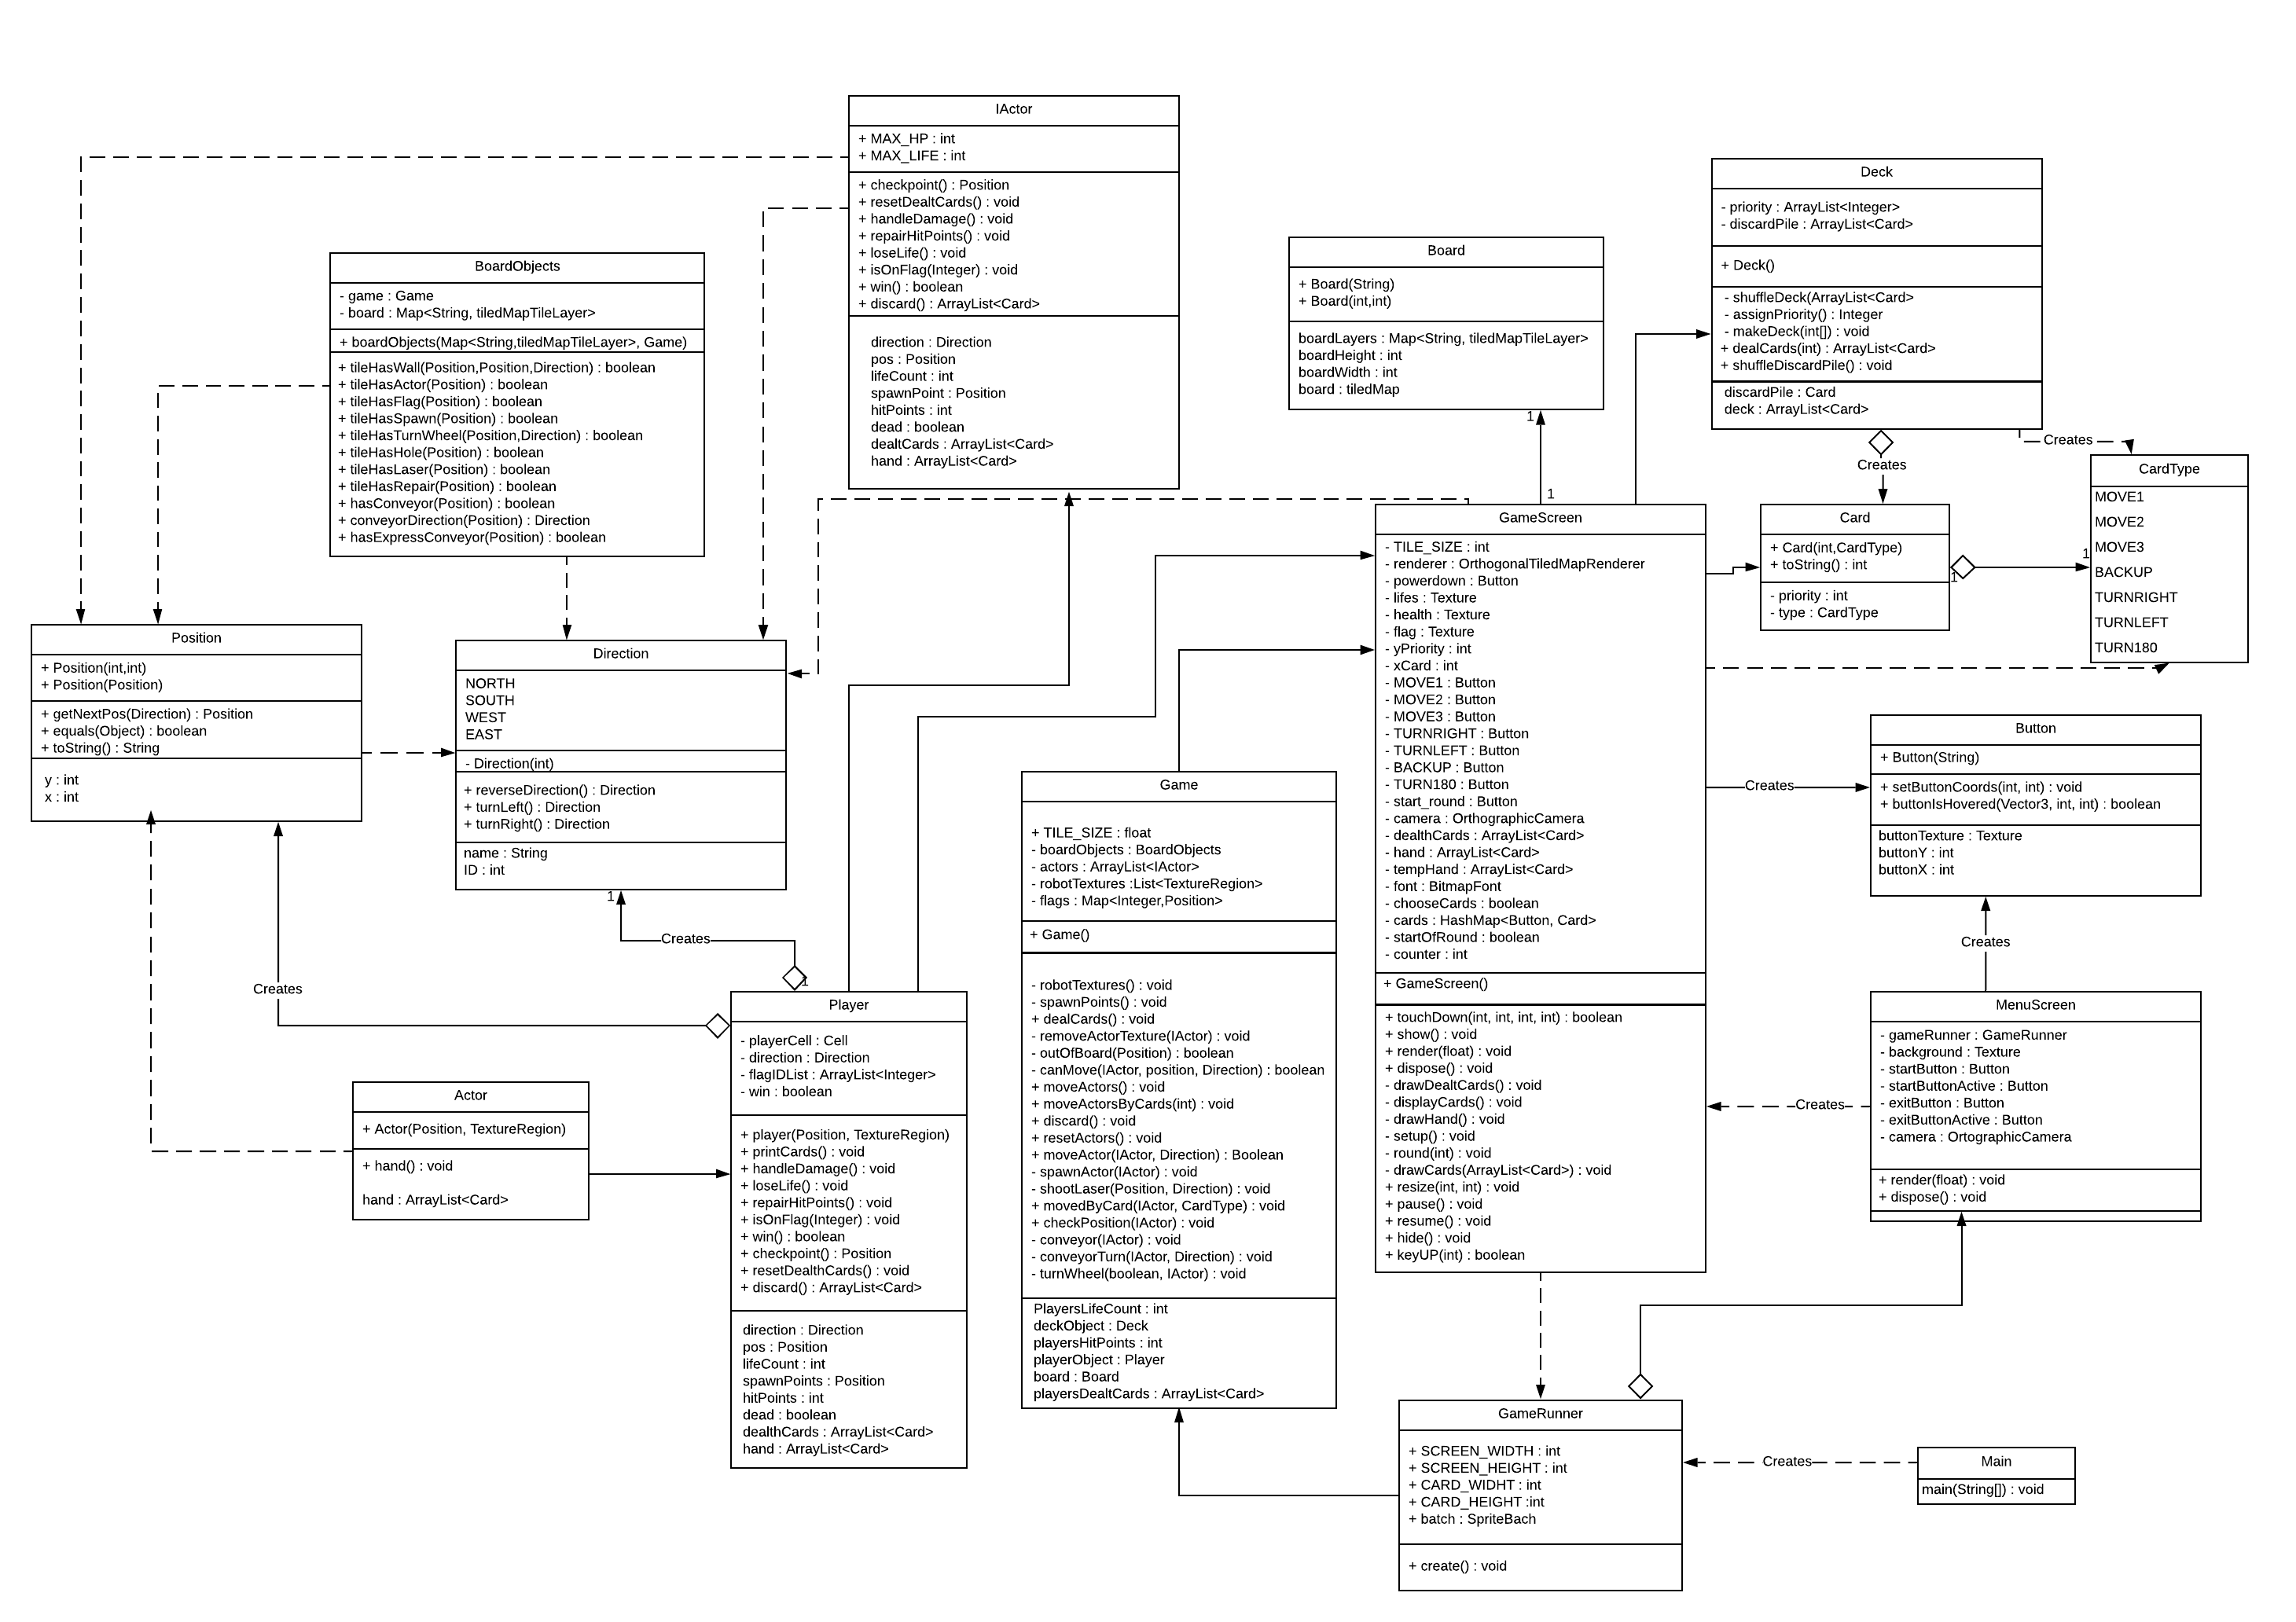 IActor
+ MAX_HP : int
+ MAX_LIFE : int
+ checkpoint() : Position
+ resetDealtCards() : void
+ handleDamage() : void
+ repairHitPoints() : void
+ loseLife() : void
+ isOnFlag(Integer) : void
+ win() : boolean
+ discard() : ArrayList<Card>
direction : Direction
pos : Position
lifeCount : int
spawnPoint : Position
hitPoints : int
dead : boolean
dealtCards : ArrayList<Card>
hand : ArrayList<Card>
Deck
- priority : ArrayList<Integer>
- discardPile : ArrayList<Card>
+ Deck()
- shuffleDeck(ArrayList<Card>
- assignPriority() : Integer
- makeDeck(int[]) : void
+ dealCards(int) : ArrayList<Card>
+ shuffleDiscardPile() : void
discardPile : Card
deck : ArrayList<Card>
Board
+ Board(String)
+ Board(int,int)
boardLayers : Map<String, tiledMapTileLayer>
boardHeight : int
boardWidth : int
board : tiledMap
1
1
BoardObjects
- game : Game
- board : Map<String, tiledMapTileLayer>
+ boardObjects(Map<String,tiledMapTileLayer>, Game)
+ tileHasWall(Position,Position,Direction) : boolean
+ tileHasActor(Position) : boolean
+ tileHasFlag(Position) : boolean
+ tileHasSpawn(Position) : boolean
+ tileHasTurnWheel(Position,Direction) : boolean
+ tileHasHole(Position) : boolean
+ tileHasLaser(Position) : boolean
+ tileHasRepair(Position) : boolean
+ hasConveyor(Position) : boolean
+ conveyorDirection(Position) : Direction
+ hasExpressConveyor(Position) : boolean
Creates
Creates
CardType
MOVE1
MOVE2
MOVE3
BACKUP
TURNRIGHT
TURNLEFT
TURN180
Card
+ Card(int,CardType)
+ toString() : int
- priority : int
- type : CardType
1
1
GameScreen
- TILE_SIZE : int
- renderer : OrthogonalTiledMapRenderer
- powerdown : Button
- lifes : Texture
- health : Texture
- flag : Texture
- yPriority : int
- xCard : int
- MOVE1 : Button
- MOVE2 : Button
- MOVE3 : Button
- TURNRIGHT : Button
- TURNLEFT : Button
- BACKUP : Button
- TURN180 : Button
- start_round : Button
- camera : OrthographicCamera
- dealthCards : ArrayList<Card>
- hand : ArrayList<Card>
- tempHand : ArrayList<Card>
- font : BitmapFont
- chooseCards : boolean
- cards : HashMap<Button, Card>
- startOfRound : boolean
- counter : int
+ GameScreen()
+ touchDown(int, int, int, int) : boolean
+ show() : void
+ render(float) : void
+ dispose() : void
- drawDealtCards() : void
- displayCards() : void
- drawHand() : void
- setup() : void
- round(int) : void
- drawCards(ArrayList<Card>) : void
+ resize(int, int) : void
+ pause() : void
+ resume() : void
+ hide() : void
+ keyUP(int) : boolean
Position
+ Position(int,int)
+ Position(Position)
+ getNextPos(Direction) : Position
+ equals(Object) : boolean
+ toString() : String
y : int
x : int
Direction
NORTH
SOUTH
WEST
EAST
- Direction(int)
+ reverseDirection() : Direction
+ turnLeft() : Direction
+ turnRight() : Direction
name : String
ID : int
1
Creates
1
Creates
Button
+ Button(String)
+ setButtonCoords(int, int) : void
+ buttonIsHovered(Vector3, int, int) : boolean
buttonTexture : Texture
buttonY : int
buttonX : int
Creates
Creates
Game
+ TILE_SIZE : float
- boardObjects : BoardObjects
- actors : ArrayList<IActor>
- robotTextures :List<TextureRegion>
- flags : Map<Integer,Position>
+ Game()
- robotTextures() : void
- spawnPoints() : void
+ dealCards() : void
- removeActorTexture(IActor) : void
- outOfBoard(Position) : boolean
- canMove(IActor, position, Direction) : boolean
+ moveActors() : void
+ moveActorsByCards(int) : void
+ discard() : void
+ resetActors() : void
+ moveActor(IActor, Direction) : Boolean
- spawnActor(IActor) : void
- shootLaser(Position, Direction) : void
+ movedByCard(IActor, CardType) : void
+ checkPosition(IActor) : void
- conveyor(IActor) : void
- conveyorTurn(IActor, Direction) : void
- turnWheel(boolean, IActor) : void
PlayersLifeCount : int
deckObject : Deck
playersHitPoints : int
playerObject : Player
board : Board
playersDealtCards : ArrayList<Card>
Player
- playerCell : Cell
- direction : Direction
- flagIDList : ArrayList<Integer>
- win : boolean
+ player(Position, TextureRegion)
+ printCards() : void
+ handleDamage() : void
+ loseLife() : void
+ repairHitPoints() : void
+ isOnFlag(Integer) : void
+ win() : boolean
+ checkpoint() : Position
+ resetDealthCards() : void
+ discard() : ArrayList<Card>
direction : Direction
pos : Position
lifeCount : int
spawnPoints : Position
hitPoints : int
dead : boolean
dealthCards : ArrayList<Card>
hand : ArrayList<Card>
Actor
+ Actor(Position, TextureRegion)
+ hand() : void
hand : ArrayList<Card>
MenuScreen
- gameRunner : GameRunner
- background : Texture
- startButton : Button
- startButtonActive : Button
- exitButton : Button
- exitButtonActive : Button
- camera : OrtographicCamera
+ render(float) : void
+ dispose() : void
Creates
GameRunner
+ SCREEN_WIDTH : int
+ SCREEN_HEIGHT : int
+ CARD_WIDHT : int
+ CARD_HEIGHT :int
+ batch : SpriteBach
+ create() : void
Creates
Main
main(String[]) : void